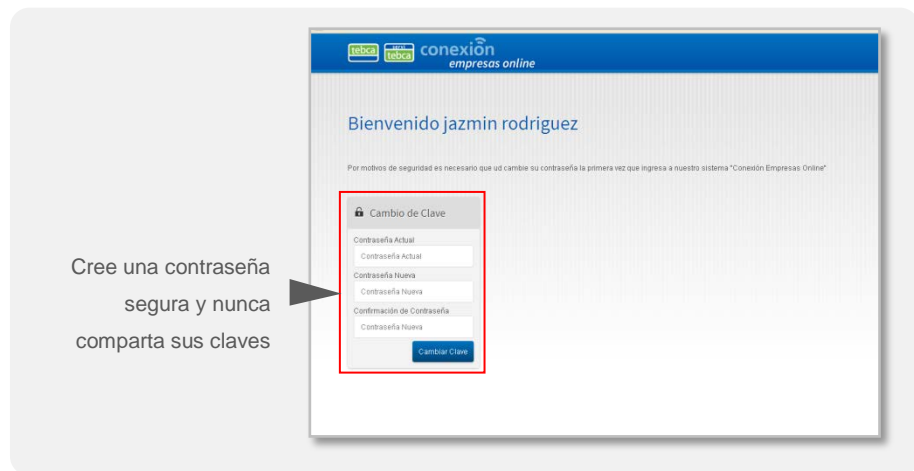 tebca
tebca
conexión
empresas online
Bienvenido jazmin rodriguez
Por motivos de seguridad es necesario que ud cambie su contraseña la primera vez que ingresa a nuestro sistema "Conexión Empresas Online"
Cambio de Clave
Contraseña Actual
Contraseña Actual
Contraseña Nueva
Contraseña Nueva
Confirmación de Contraseña
Contraseña Nueva
Cambiar Clave
Cree una contraseña
segura y nunca
comparta sus claves